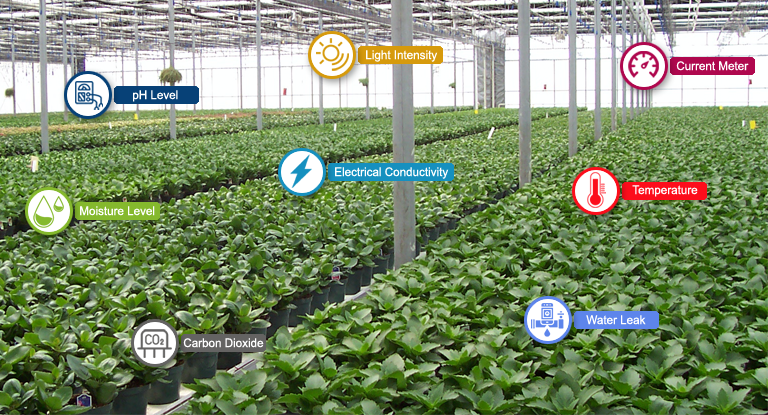 Light Intensity
Current Meter
pH Level
Electrical Conductivity
Temperature
Moisture Level
Water Leak
CO₂
Carbon Dioxide